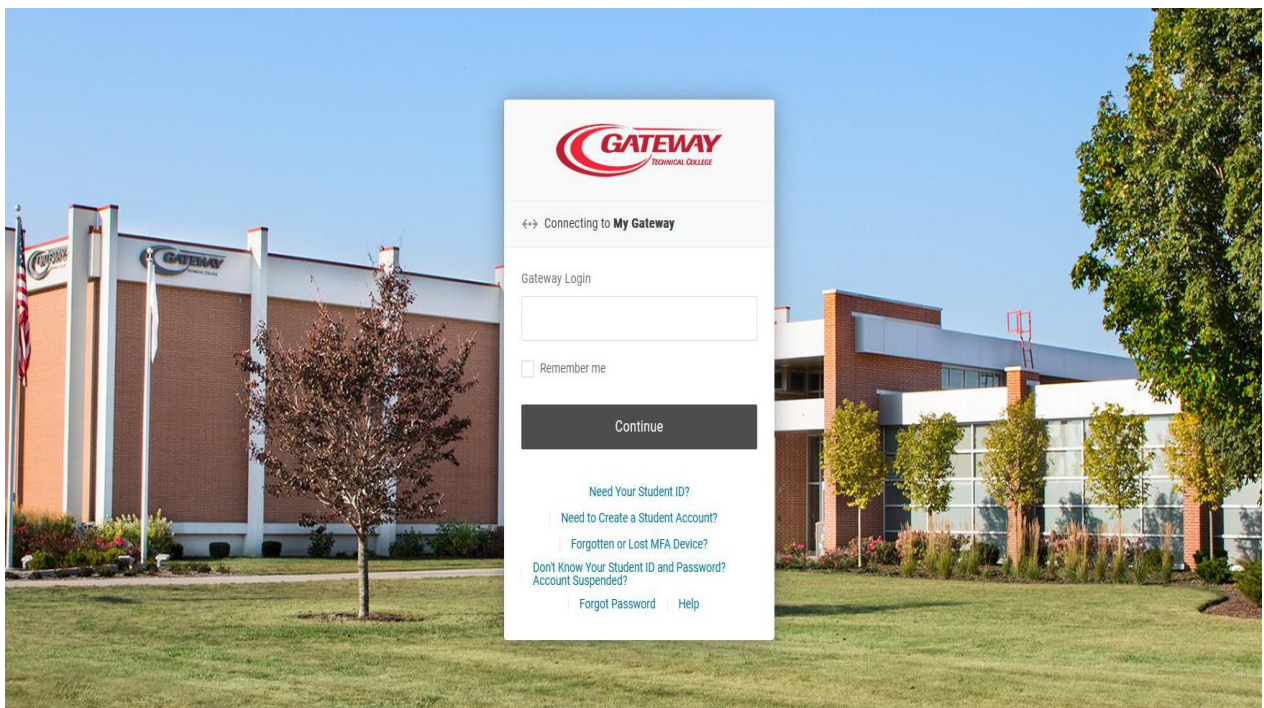 GATEWAY
TECHNICAL COLLEGE
Connecting to My Gateway
Gateway Login
Remember me
Continue
Need Your Student ID?
Need to Create a Student Account?
Forgotten or Lost MFA Device?
Don't Know Your Student ID and Password?
Account Suspended?
Forgot Password
Help
GATEWAY